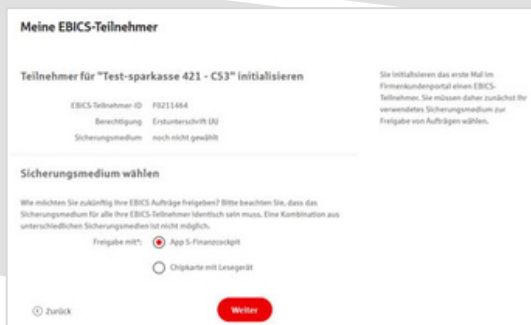 Meine EBICS-Teilnehmer
Teilnehmer für "Test-sparkasse 421 - C53" initialisieren
EBICS-Teilnehmer-ID F0211464
Berechtigung Erstunterschrift (A)
Sicherungsmedium noch nicht gewählt
Sie initialisieren das erste Mal im
Firmenkundenportal einen EBICS-
Teilnehmer. Sie müssen daher zunächst Ihr
verwendetes Sicherungsmedium zur
Freigabe von Aufträgen wählen.
Sicherungsmedium wählen
Wie möchten Sie zukünftig Ihre EBICS Aufträge freigeben? Bitte beachten Sie, dass das
Sicherungsmedium für alle Ihre EBICS-Teilnehmer identisch sein muss. Eine Kombination aus
unterschiedlichen Sicherungsmedien ist nicht möglich.
Freigabe mit*: App S-Finanzcockpit
Chipkarte mit Lesegerät
Zurück Weiter